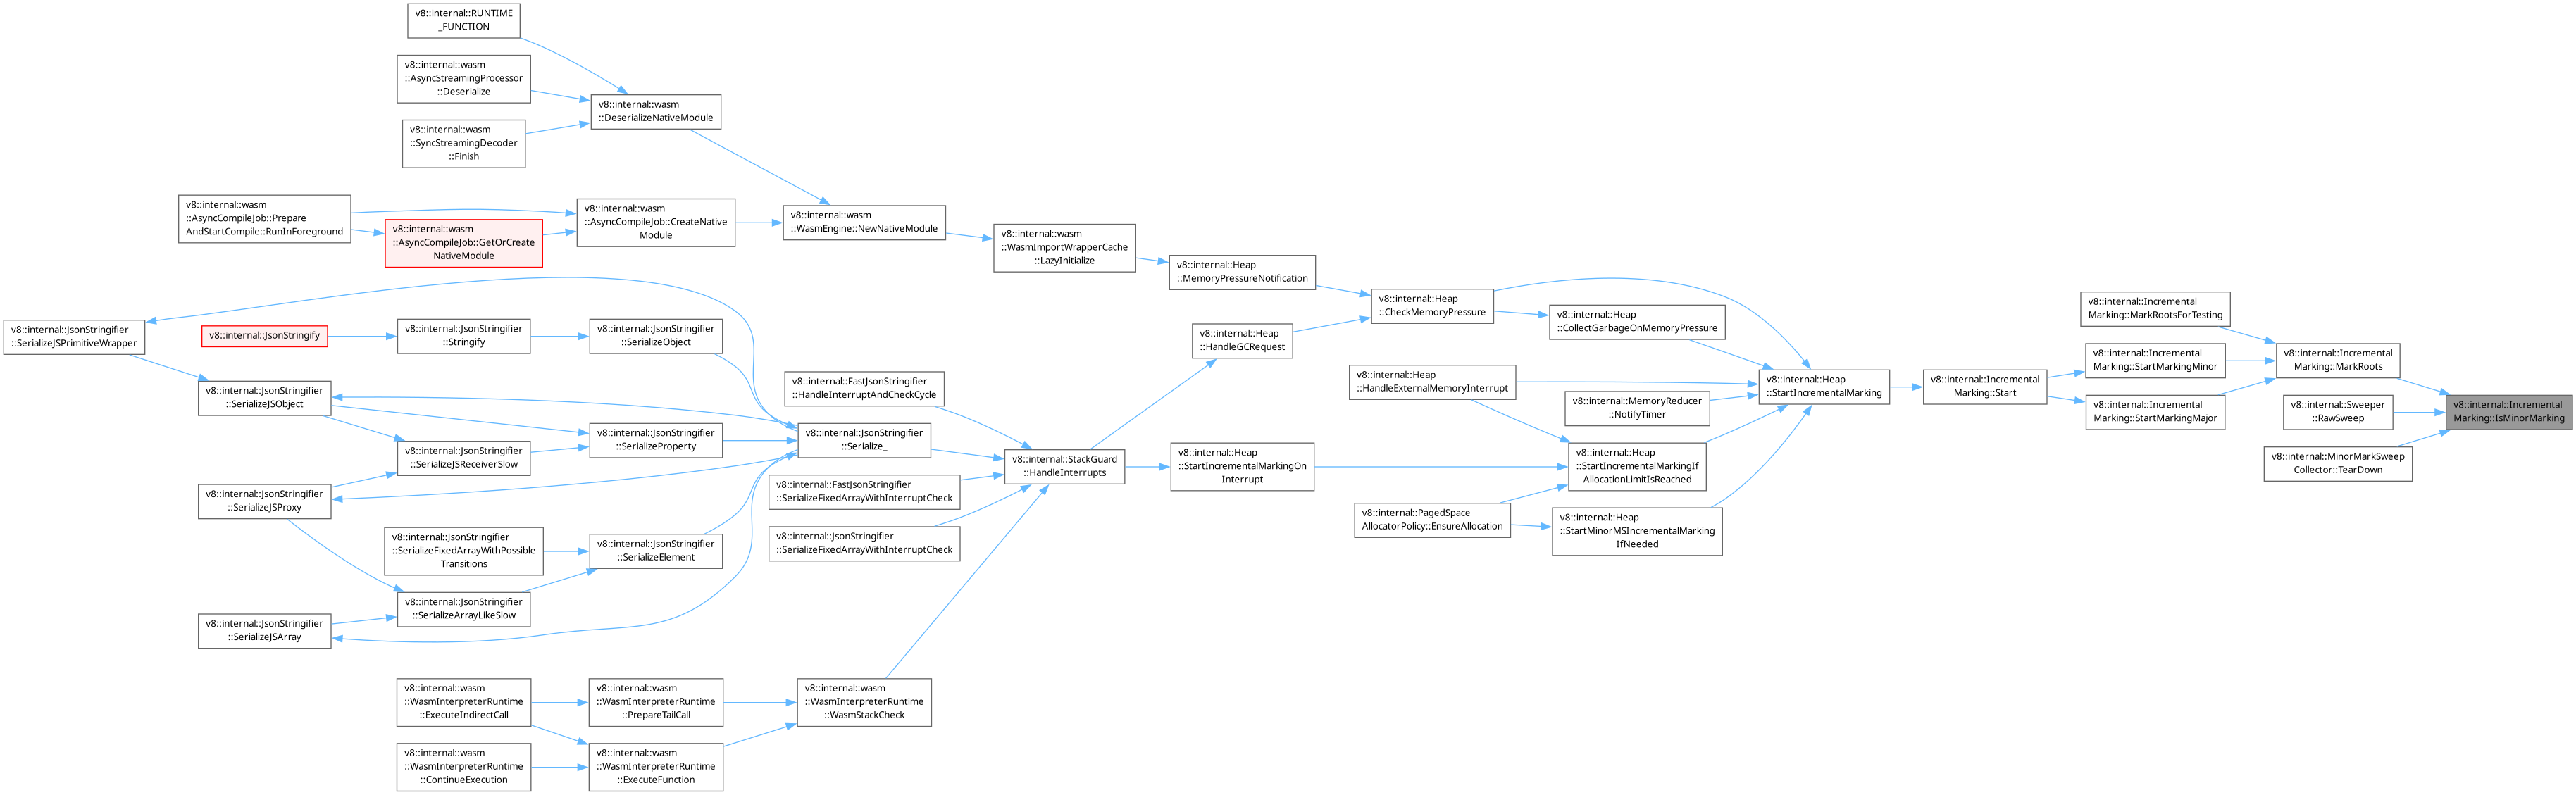 v8::internal::RUNTIME
_FUNCTION
v8::internal::wasm
::AsyncStreamingProcessor
::Deserialize
v8::internal::wasm
::DeserializeNativeModule
v8::internal::wasm
::SyncStreamingDecoder
::Finish
v8::internal::wasm
::AsyncCompileJob::Prepare
AndStartCompile::RunInForeground
v8::internal::wasm
::AsyncCompileJob::GetOrCreate
NativeModule
v8::internal::wasm
::AsyncCompileJob::CreateNative
Module
v8::internal::wasm
::WasmEngine::NewNativeModule
v8::internal::wasm
::WasmImportWrapperCache
::LazyInitialize
v8::internal::Heap
::MemoryPressureNotification
v8::internal::Heap
::CheckMemoryPressure
v8::internal::Heap
::CollectGarbageOnMemoryPressure
v8::internal::Heap
::HandleGCRequest
v8::internal::JsonStringifier
::SerializeJSPrimitiveWrapper
v8::internal::JsonStringify
v8::internal::JsonStringifier
::Stringify
v8::internal::JsonStringifier
::SerializeObject
v8::internal::JsonStringifier
::SerializeJSObject
v8::internal::FastJsonStringifier
::HandleInterruptAndCheckCycle
v8::internal::Heap
::HandleExternalMemoryInterrupt
v8::internal::MemoryReducer
::NotifyTimer
v8::internal::Heap
::StartIncrementalMarking
v8::internal::Incremental
Marking::Start
v8::internal::Incremental
Marking::MarkRootsForTesting
v8::internal::Incremental
Marking::StartMarkingMinor
v8::internal::Incremental
Marking::StartMarkingMajor
v8::internal::Incremental
Marking::MarkRoots
v8::internal::Sweeper
::RawSweep
v8::internal::MinorMarkSweep
Collector::TearDown
v8::internal::Incremental
Marking::IsMinorMarking
v8::internal::JsonStringifier
::SerializeJSReceiverSlow
v8::internal::JsonStringifier
::SerializeProperty
v8::internal::JsonStringifier
::Serialize_
v8::internal::StackGuard
::HandleInterrupts
v8::internal::Heap
::StartIncrementalMarkingOn
Interrupt
v8::internal::Heap
::StartIncrementalMarkingIf
AllocationLimitIsReached
v8::internal::JsonStringifier
::SerializeJSProxy
v8::internal::FastJsonStringifier
::SerializeFixedArrayWithInterruptCheck
v8::internal::PagedSpace
AllocatorPolicy::EnsureAllocation
v8::internal::Heap
::StartMinorMSIncrementalMarking
IfNeeded
v8::internal::JsonStringifier
::SerializeFixedArrayWithPossible
Transitions
v8::internal::JsonStringifier
::SerializeElement
v8::internal::JsonStringifier
::SerializeFixedArrayWithInterruptCheck
v8::internal::JsonStringifier
::SerializeArrayLikeSlow
v8::internal::JsonStringifier
::SerializeJSArray
v8::internal::wasm
::WasmInterpreterRuntime
::ExecuteIndirectCall
v8::internal::wasm
::WasmInterpreterRuntime
::PrepareTailCall
v8::internal::wasm
::WasmInterpreterRuntime
::WasmStackCheck
v8::internal::wasm
::WasmInterpreterRuntime
::ContinueExecution
v8::internal::wasm
::WasmInterpreterRuntime
::ExecuteFunction